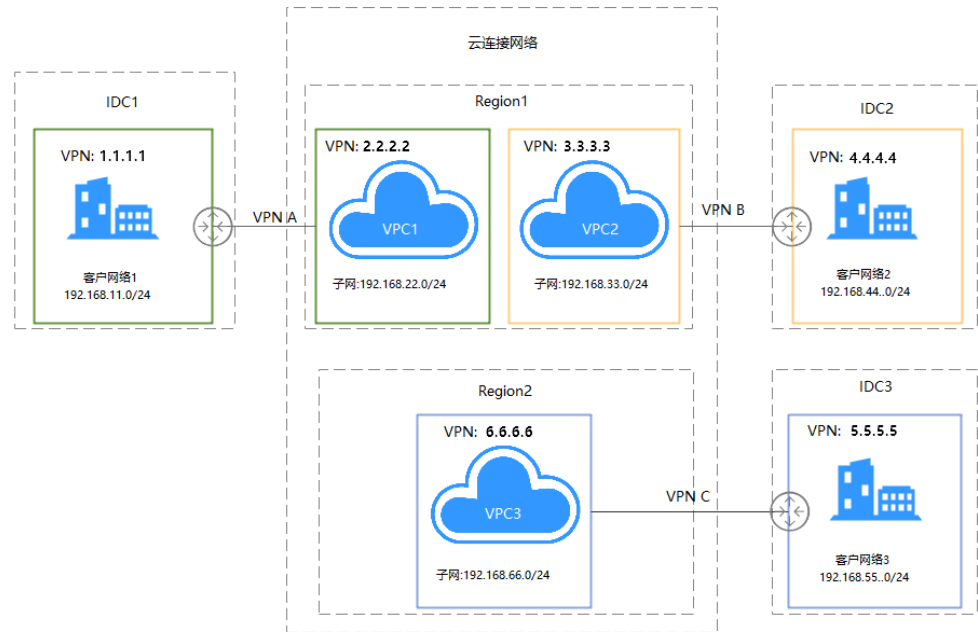 云连接网络
IDC1
VPN: 1.1.1.1
客户网络1
192.168.11.0/24
VPN A
Region1
VPN: 2.2.2.2
VPC1
子网:192.168.22.0/24
VPN: 3.3.3.3
VPC2
子网:192.168.33.0/24
VPN B
IDC2
VPN: 4.4.4.4
客户网络2
192.168.44..0/24
Region2
VPN: 6.6.6.6
VPC3
子网:192.168.66.0/24
VPN C
IDC3
VPN: 5.5.5.5
客户网络3
192.168.55..0/24